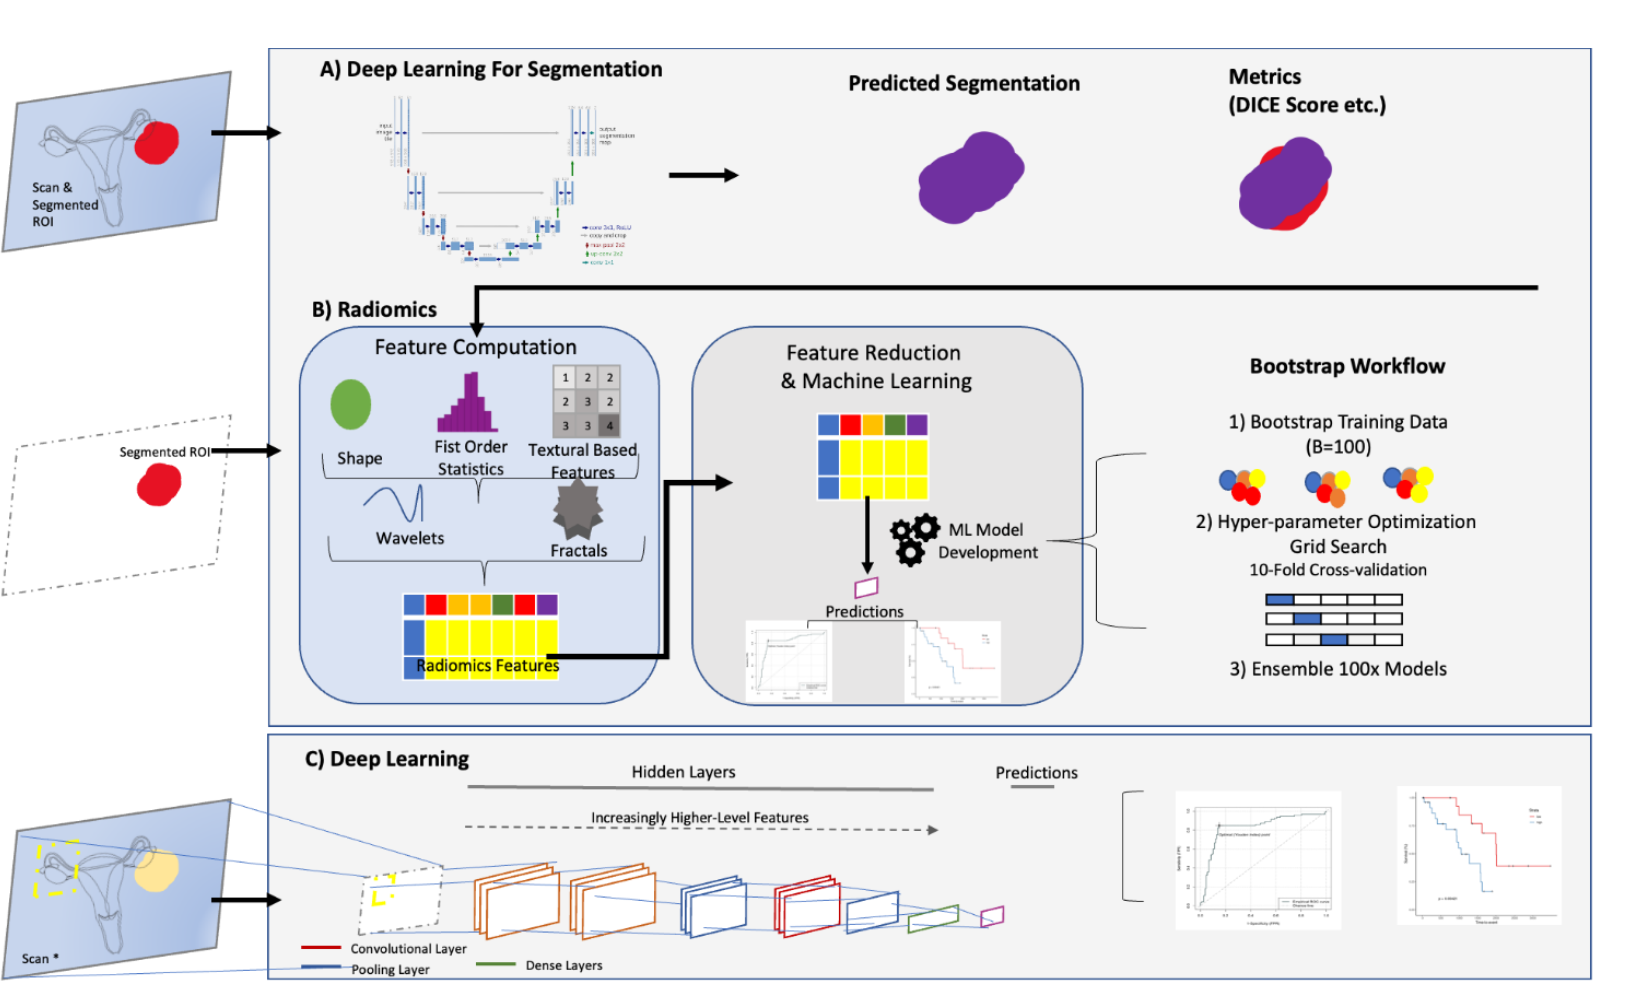 A) Deep Learning For Segmentation
Predicted Segmentation
Metrics
(DICE Score etc.)
Scan &
Segmented
ROI
input
image
tile
output
segmentation
map
conv 3x3, ReLU
copy and crop
max pool 2x2
up-conv 2x2
conv 1x1
B) Radiomics
Feature Computation
1 2 2
2 3 2
3 3 4
Shape
Fist Order
Statistics
Textural Based
Features
Wavelets
Fractals
Radiomics Features
Segmented ROI
Feature Reduction
& Machine Learning
ML Model
Development
Predictions
Bootstrap Workflow
1) Bootstrap Training Data
(B=100)
2) Hyper-parameter Optimization
Grid Search
10-Fold Cross-validation
3) Ensemble 100x Models
C) Deep Learning
Hidden Layers
Predictions
Increasingly Higher-Level Features
Scan *
Convolutional Layer
Pooling Layer
Dense Layers